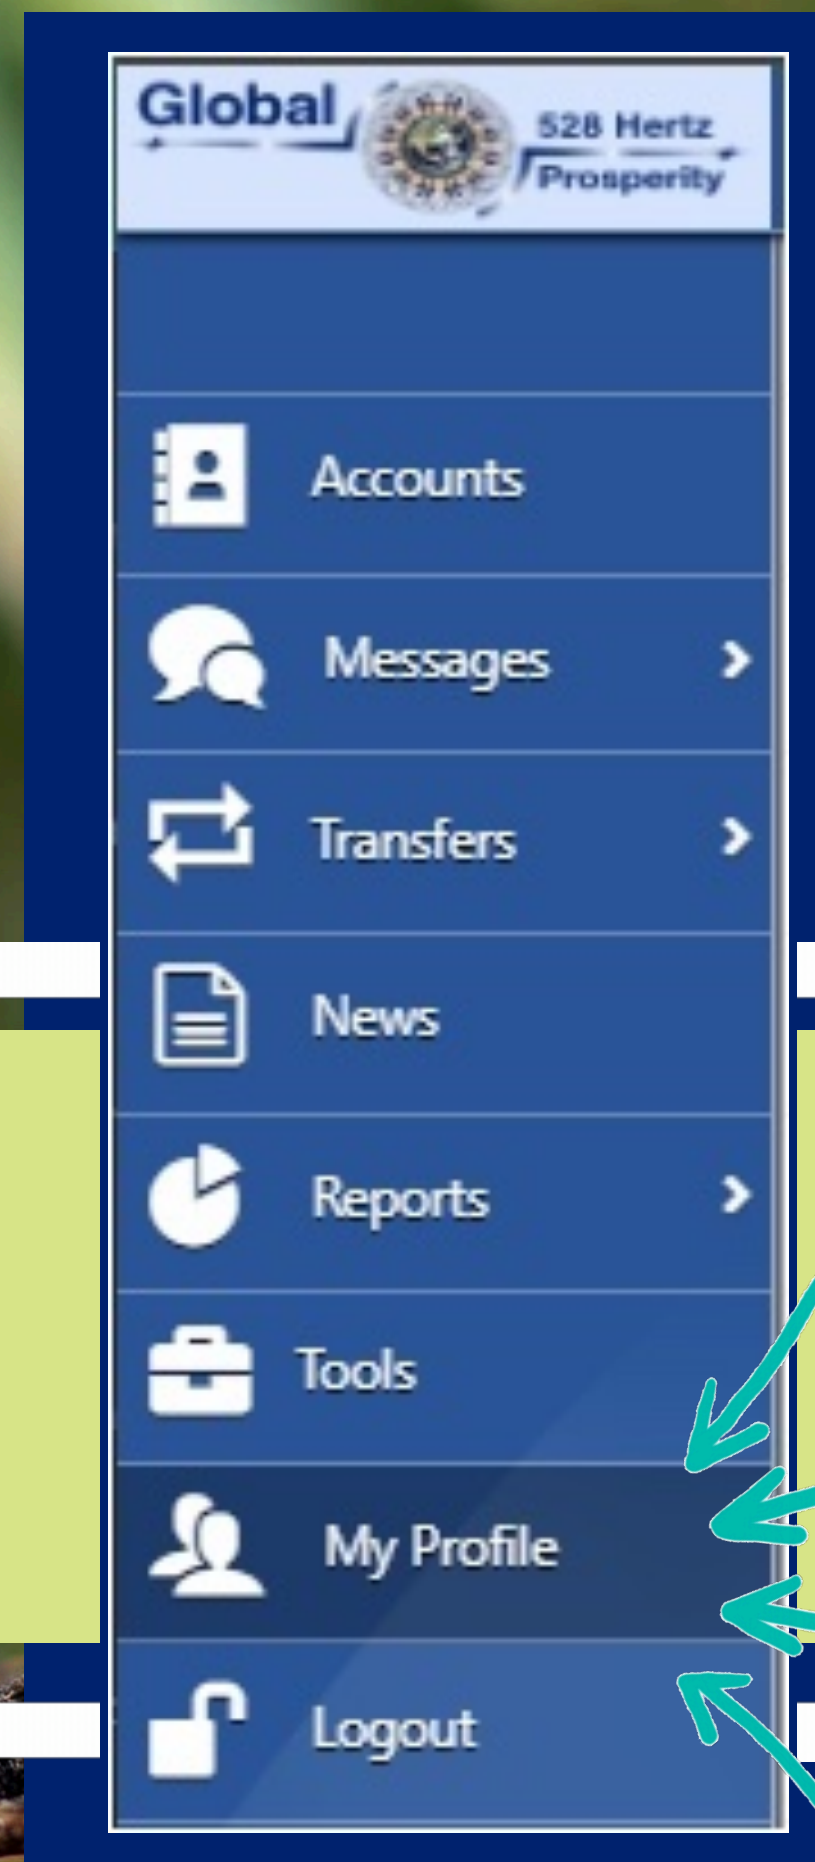 Global
528 Hertz
Prosperity
Accounts
Messages
Transfers
News
Reports
Tools
My Profile
Logout